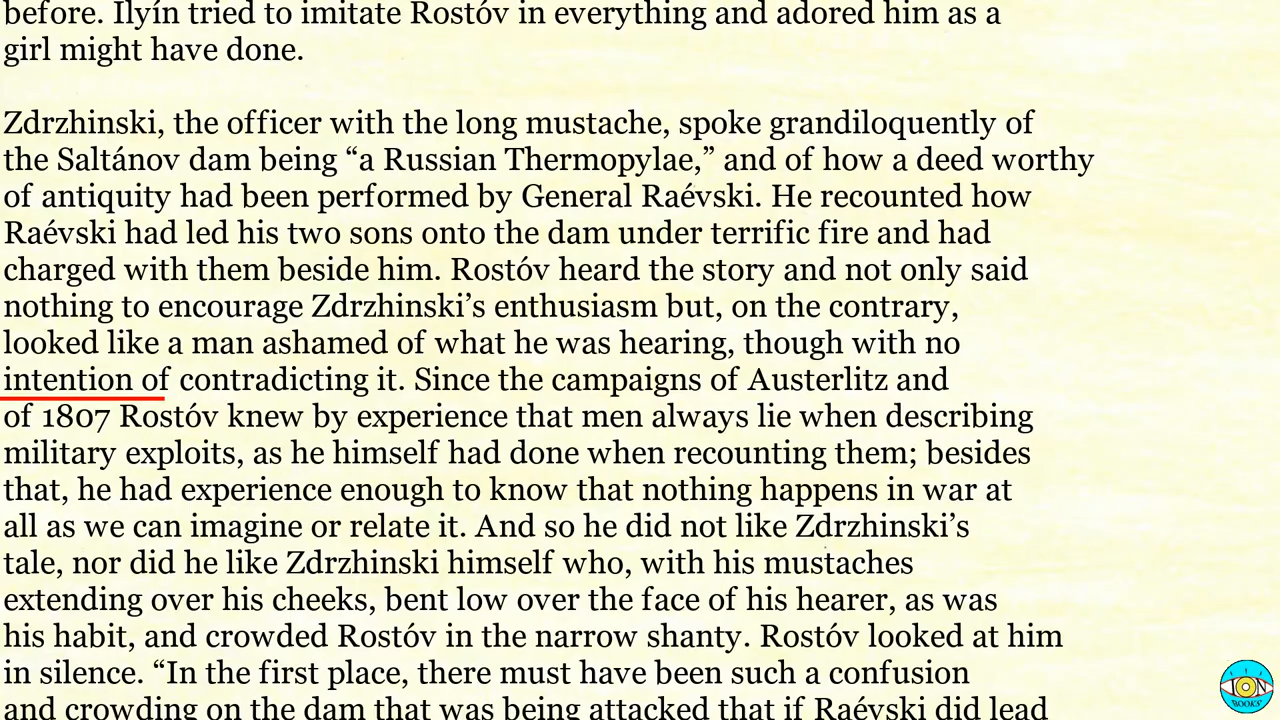 before. Ilyín tried to imitate Rostóv in everything and adored him as a
girl might have done.
Zdrzhinski, the officer with the long mustache, spoke grandiloquently of
the Saltánov dam being “a Russian Thermopylae,” and of how a deed worthy
of antiquity had been performed by General Raévski. He recounted how
Raévski had led his two sons onto the dam under terrific fire and had
charged with them beside him. Rostóv heard the story and not only said
nothing to encourage Zdrzhinski’s enthusiasm but, on the contrary,
looked like a man ashamed of what he was hearing, though with no
intention of contradicting it. Since the campaigns of Austerlitz and
of 1807 Rostóv knew by experience that men always lie when describing
military exploits, as he himself had done when recounting them; besides
that, he had experience enough to know that nothing happens in war at
all as we can imagine or relate it. And so he did not like Zdrzhinski’s
tale, nor did he like Zdrzhinski himself who, with his mustaches
extending over his cheeks, bent low over the face of his hearer, as was
his habit, and crowded Rostóv in the narrow shanty. Rostóv looked at him
in silence. “In the first place, there must have been such a confusion
and crowding on the dam that was being attacked that if Raévski did lead
ION
BOOKS